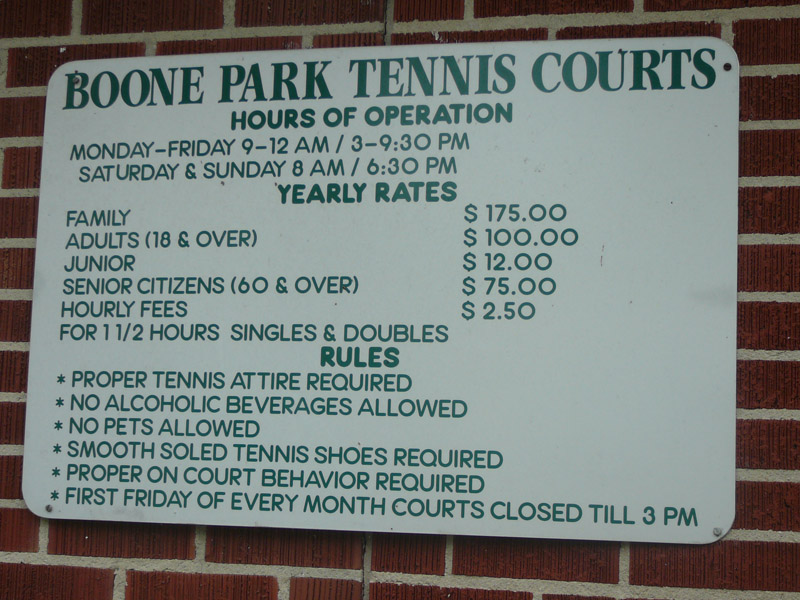 BOONE PARK TENNIS COURTS
HOURS OF OPERATION
MONDAY-FRIDAY 9-12 AM / 3-9:30 PM
SATURDAY & SUNDAY 8 AM / 6:30 PM
YEARLY RATES
FAMILY $ 175.00
ADULTS (18 & OVER) $ 100.00
JUNIOR $ 12.00
SENIOR CITIZENS (60 & OVER) $ 75.00
HOURLY FEES $ 2.50
FOR 1 1/2 HOURS SINGLES & DOUBLES
RULES
* PROPER TENNIS ATTIRE REQUIRED
* NO ALCOHOLIC BEVERAGES ALLOWED
* NO PETS ALLOWED
* SMOOTH SOLED TENNIS SHOES REQUIRED
* PROPER ON COURT BEHAVIOR REQUIRED
* FIRST FRIDAY OF EVERY MONTH COURTS CLOSED TILL 3 PM